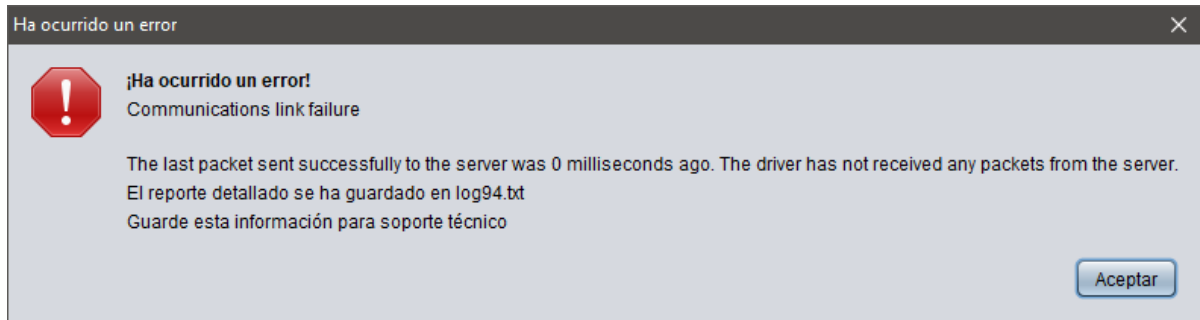 Ha ocurrido un error
¡Ha ocurrido un error!
Communications link failure
The last packet sent successfully to the server was 0 milliseconds ago. The driver has not received any packets from the server.
El reporte detallado se ha guardado en log94.txt
Guarde esta información para soporte técnico
Aceptar